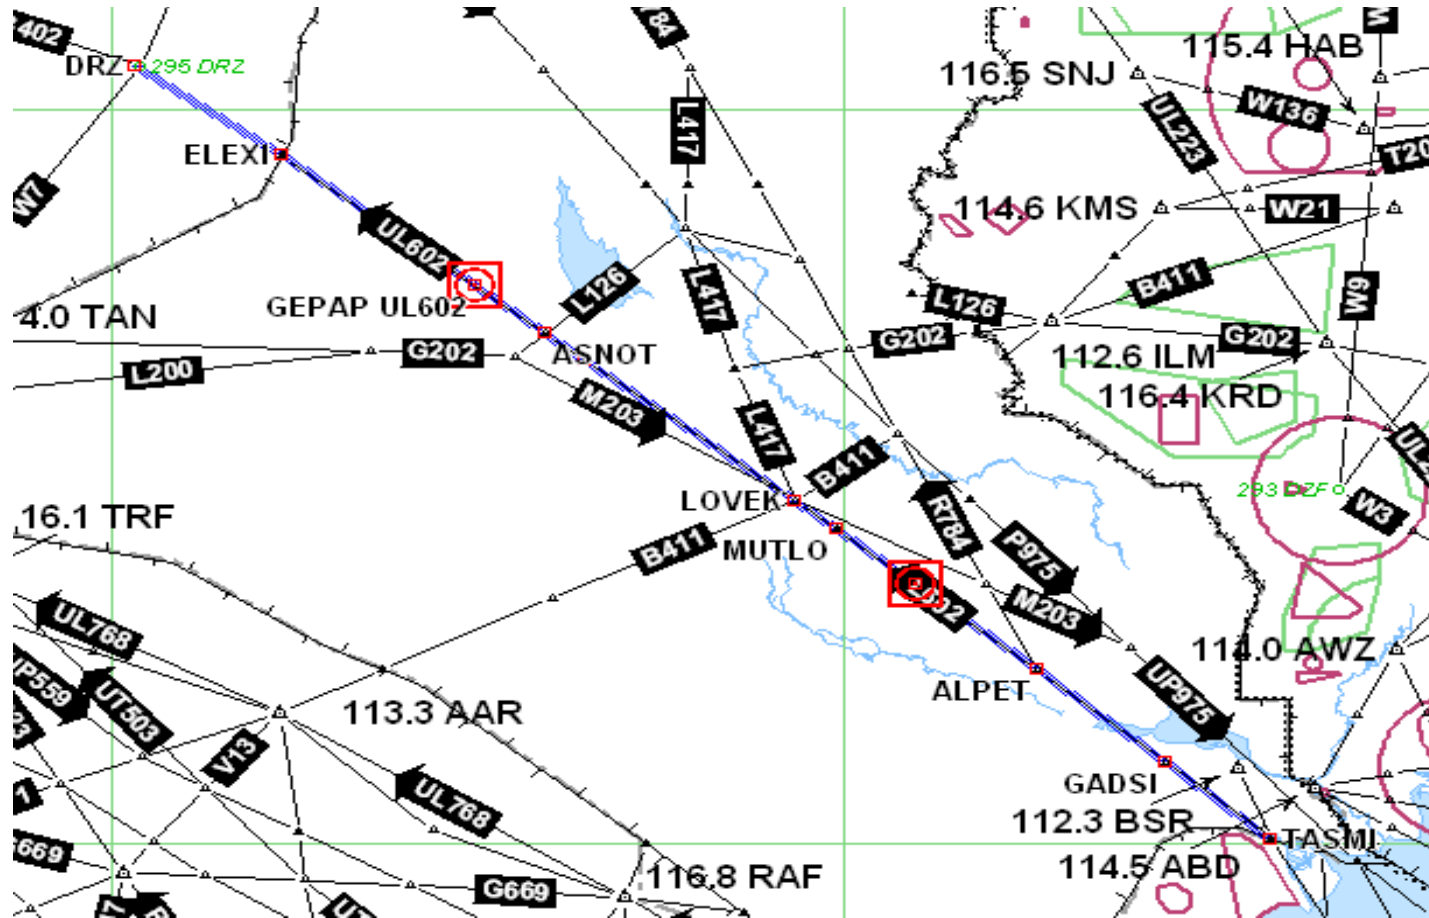 402
R784
DRZ
295 DRZ
115.4 HAB
116.5 SNJ
W136
L417
UL223
T20
ELEXI
W7
114.6 KMS
W21
UL602
L126
B411
W9
GEPAP UL602
L417
L126
4.0 TAN
G202
G202
G202
ASNOT
112.6 ILM
L200
116.4 KRD
M203
L417
B411
LOVEK
293 DZF
16.1 TRF
R784
W3
MUTLO
B411
P975
M203
UL768
114.0 AWZ
UP559
ALPET
UT503
UP975
113.3 AAR
V13
GADSI
UL768
112.3 BSR
TASMI
114.5 ABD
G669
116.8 RAF
G669